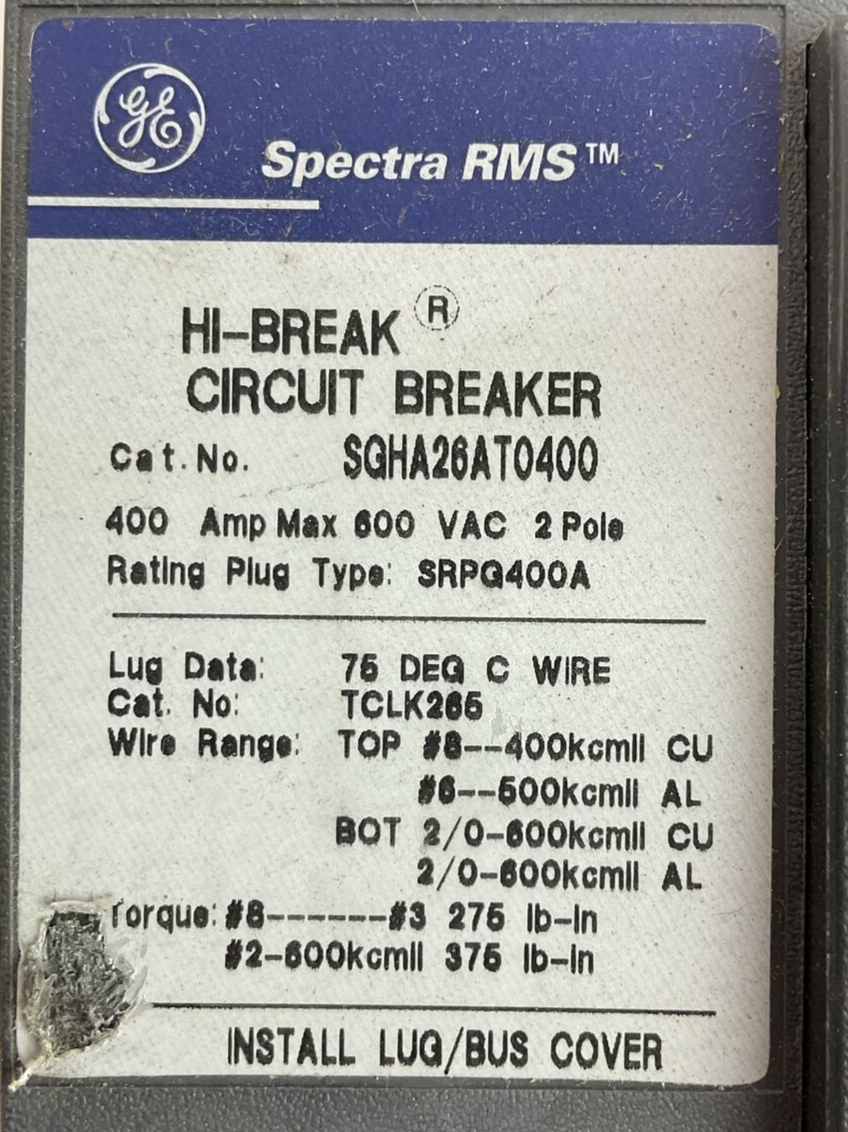 GE
Spectra RMS™
HI-BREAK ®
CIRCUIT BREAKER
Cat. No. SGHA26AT0400
400 Amp Max 600 VAC 2 Pole
Rating Plug Type: SRPG400A
Lug Data: 75 DEG C WIRE
Cat. No: TCLK265
Wire Range: TOP #8--400kcmil CU
#6--500kcmil AL
BOT 2/0-600kcmil CU
2/0-600kcmil AL
Torque: #8------#3 275 lb-in
#2-600kcmil 375 lb-in
INSTALL LUG/BUS COVER